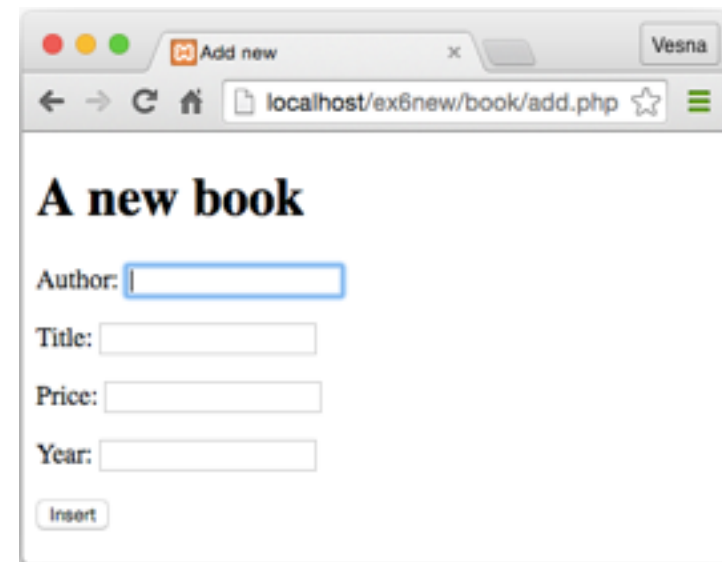 Add new
Vesna
localhost/ex6new/book/add.php
A new book
Author:
Title:
Price:
Year:
Insert